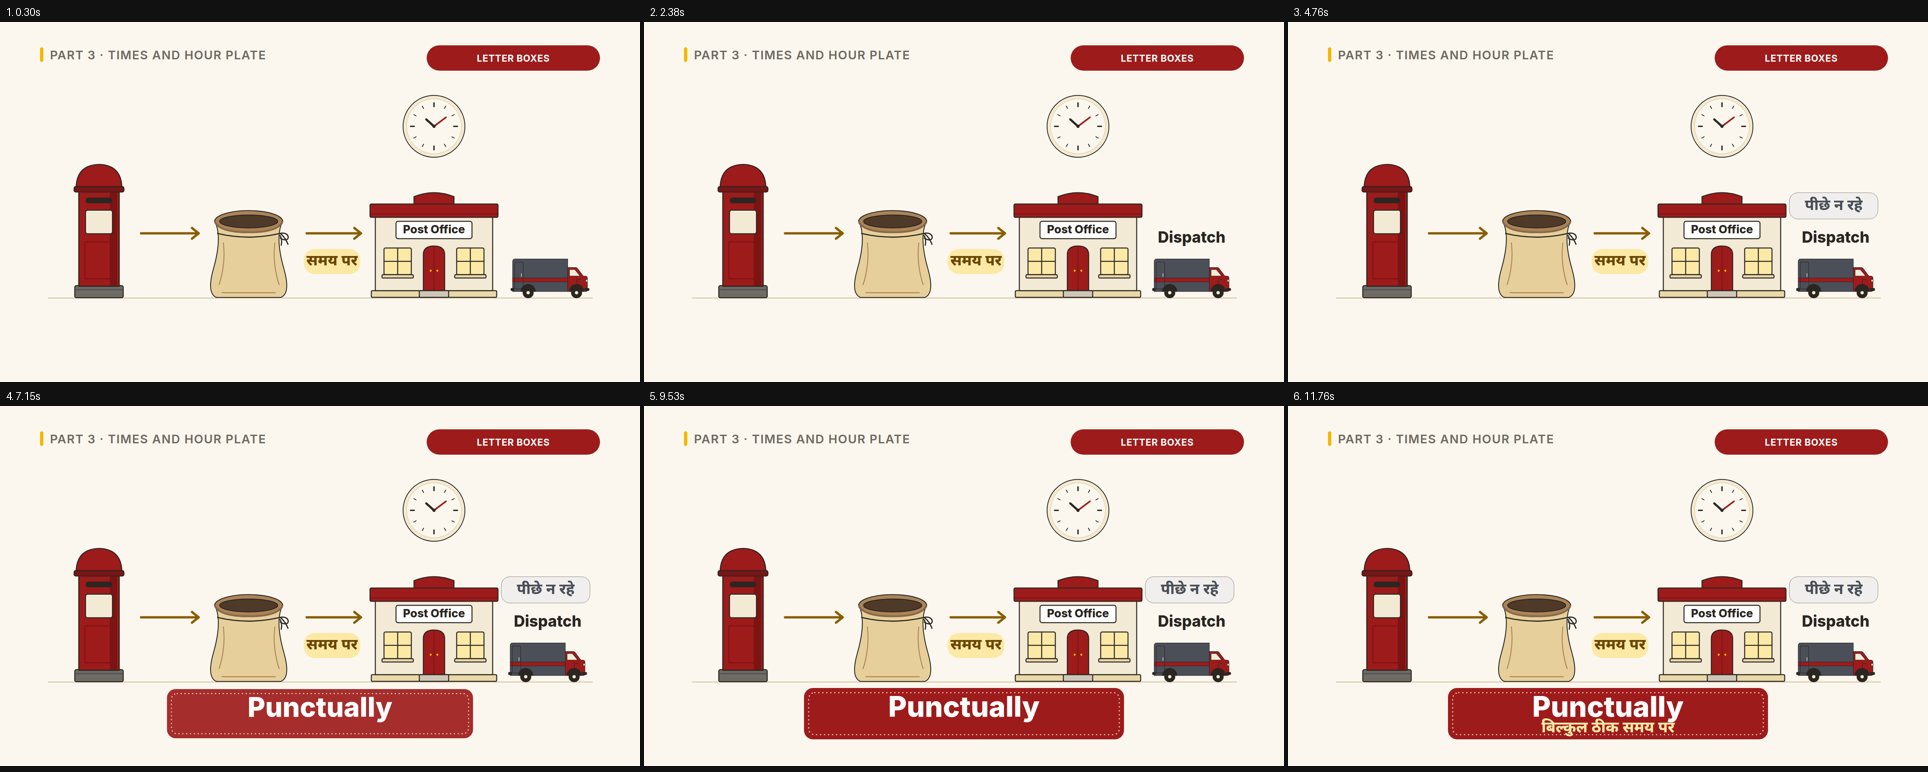 1. 0.30s
PART 3 · TIMES AND HOUR PLATE
LETTER BOXES
Post Office
समय पर
2. 2.38s
PART 3 · TIMES AND HOUR PLATE
LETTER BOXES
Post Office
Dispatch
समय पर
3. 4.76s
PART 3 · TIMES AND HOUR PLATE
LETTER BOXES
पीछे न रहे
Post Office
Dispatch
समय पर
4. 7.15s
PART 3 · TIMES AND HOUR PLATE
LETTER BOXES
पीछे न रहे
Post Office
Dispatch
समय पर
Punctually
5. 9.53s
PART 3 · TIMES AND HOUR PLATE
LETTER BOXES
पीछे न रहे
Post Office
Dispatch
समय पर
Punctually
6. 11.76s
PART 3 · TIMES AND HOUR PLATE
LETTER BOXES
पीछे न रहे
Post Office
Dispatch
समय पर
Punctually
बिल्कुल ठीक समय पर